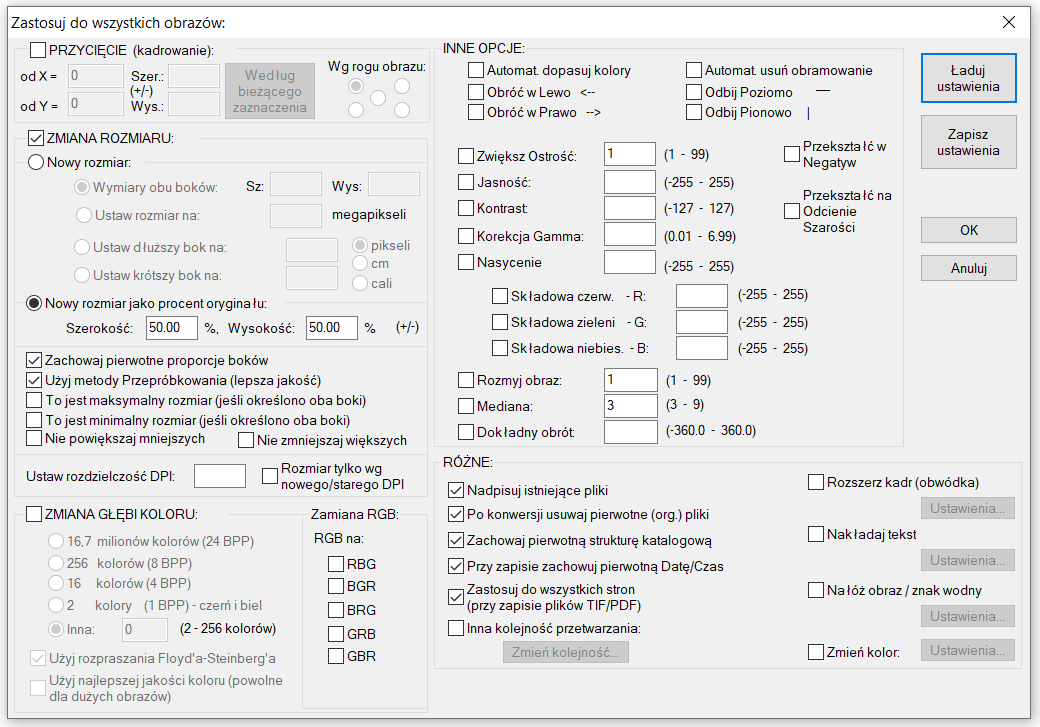 Zastosuj do wszystkich obrazów:
PRZYCIĘCIE (kadrowanie):
od X = 0 Szer.:
(+/-)
od Y = 0 Wys.:
Według
bieżącego
zaznaczenia
Wg rogu obrazu:
ZMIANA ROZMIARU:
Nowy rozmiar:
Wymiary obu boków: Sz: Wys:
Ustaw rozmiar na: megapikseli
Ustaw dłuższy bok na: pikseli
cm
Ustaw krótszy bok na: cali
Nowy rozmiar jako procent oryginału:
Szerokość: 50.00 %, Wysokość: 50.00 % (+/-)
Zachowaj pierwotne proporcje boków
Użyj metody Przepróbkowania (lepsza jakość)
To jest maksymalny rozmiar (jeśli określono oba boki)
To jest minimalny rozmiar (jeśli określono oba boki)
Nie powiększaj mniejszych Nie zmniejszaj większych
Ustaw rozdzielczość DPI:
Rozmiar tylko wg
nowego/starego DPI
ZMIANA GŁĘBI KOLORU:
16,7 milionów kolorów (24 BPP)
256 kolorów (8 BPP)
16 kolorów (4 BPP)
2 kolory (1 BPP) - czerń i biel
Inna: 0 (2 - 256 kolorów)
Użyj rozpraszania Floyd'a-Steinberg'a
Użyj najlepszej jakości koloru (powolne
dla dużych obrazów)
Zamiana RGB:
RGB na:
RBG
BGR
BRG
GRB
GBR
INNE OPCJE:
Automat. dopasuj kolory Automat. usuń obramowanie
Obróć w Lewo <-- Odbij Poziomo —
Obróć w Prawo --> Odbij Pionowo |
Zwiększ Ostrość: 1 (1 - 99)
Jasność: (-255 - 255)
Kontrast: (-127 - 127)
Korekcja Gamma: (0.01 - 6.99)
Nasycenie (-255 - 255)
Przekształć w
Negatyw
Przekształć na
Odcienie
Szarości
Składowa czerw. - R: (-255 - 255)
Składowa zieleni - G: (-255 - 255)
Składowa niebies. - B: (-255 - 255)
Rozmyj obraz: 1 (1 - 99)
Mediana: 3 (3 - 9)
Dokładny obrót: (-360.0 - 360.0)
RÓŻNE:
Nadpisuj istniejące pliki
Po konwersji usuwaj pierwotne (org.) pliki
Zachowaj pierwotną strukturę katalogową
Przy zapisie zachowuj pierwotną Datę/Czas
Zastosuj do wszystkich stron
(przy zapisie plików TIF/PDF)
Inna kolejność przetwarzania:
Zmień kolejność...
Rozszerz kadr (obwódka)
Ustawienia...
Nakładaj tekst
Ustawienia...
Nałóż obraz / znak wodny
Ustawienia...
Zmień kolor: Ustawienia...
Ładuj
ustawienia
Zapisz
ustawienia
OK
Anuluj